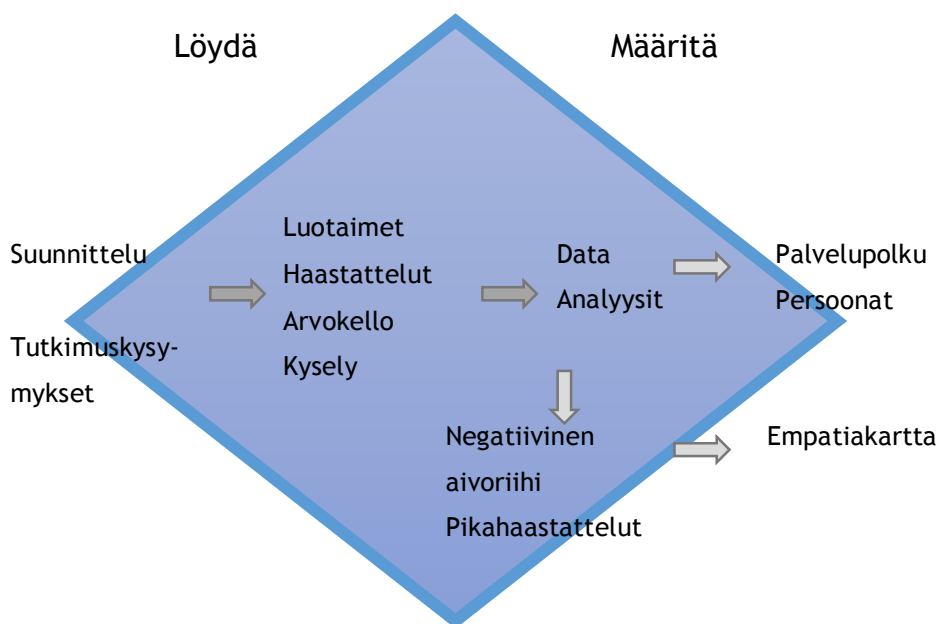 Löydä
Määritä
Suunnittelu
Tutkimuskysy-
mykset
Luotaimet
Haastattelut
Arvokello
Kysely
Data
Analyysit
Palvelupolku
Persoonat
Negatiivinen
aivoriihi
Pikahaastattelut
Empatiakartta